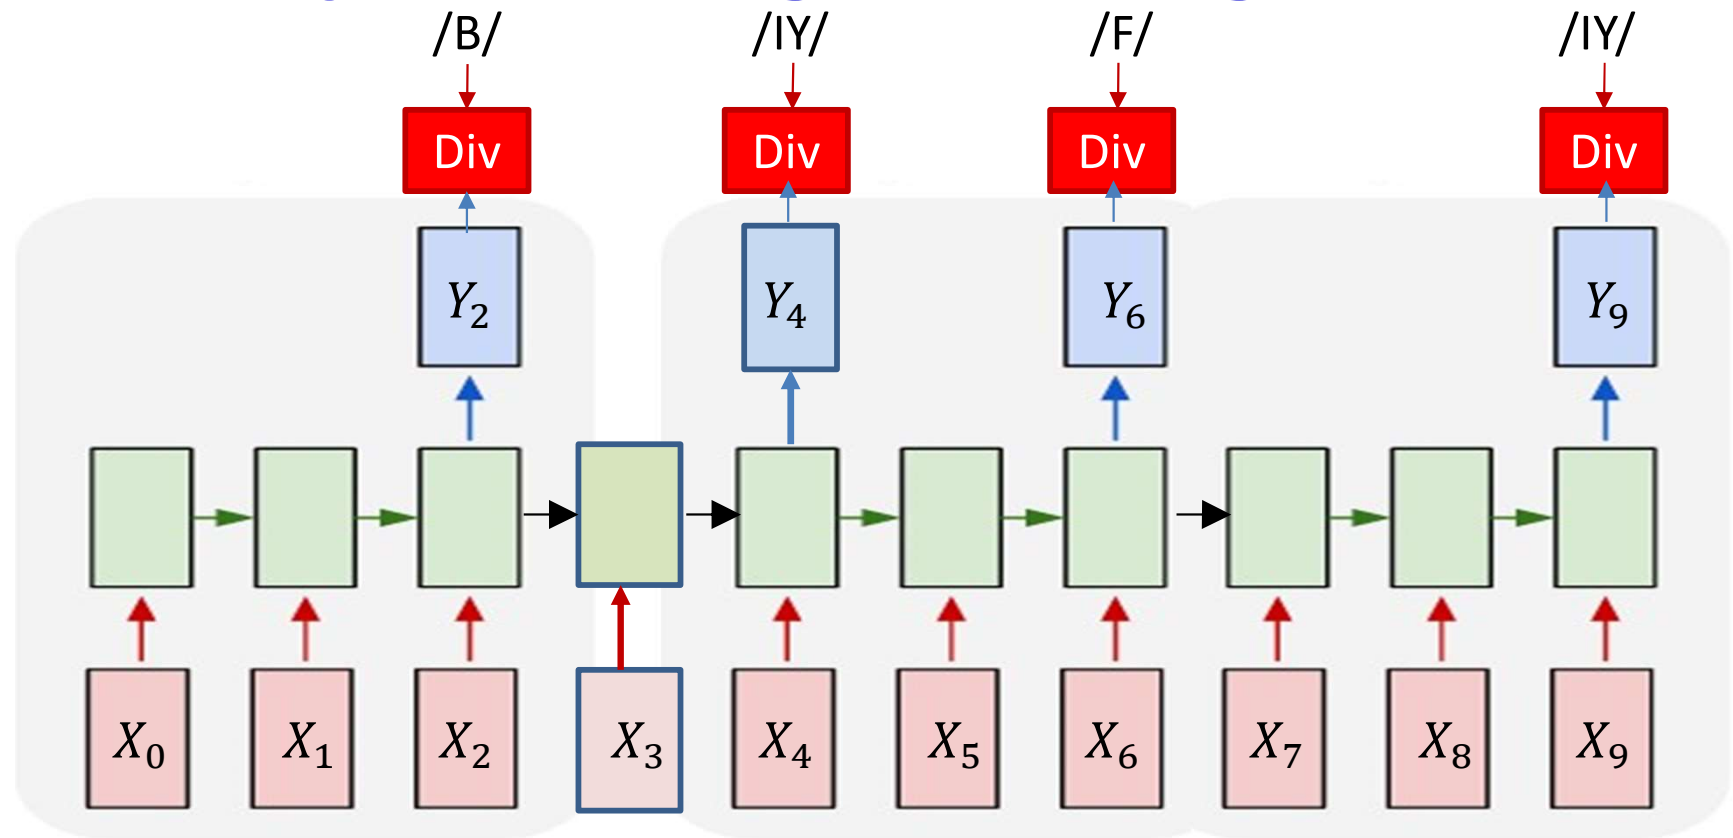 /B/ /IY/ /F/ /IY/
Div Div Div Div
Y₂ Y₄ Y₆ Y₉
X₀ X₁ X₂ X₃ X₄ X₅ X₆ X₇ X₈ X₉